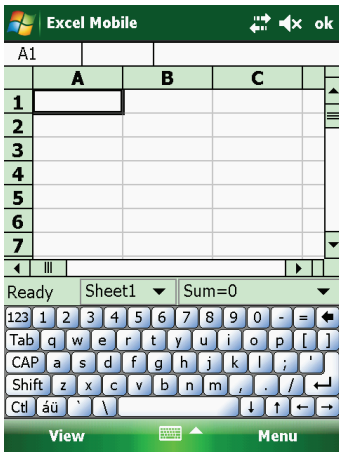 Excel Mobile ok
A1
A B C
1
2
3
4
5
6
7
Ready Sheet1 Sum=0
123 1 2 3 4 5 6 7 8 9 0 - =
Tab q w e r t y u i o p [ ]
CAP a s d f g h j k l ; '
Shift z x c v b n m , . /
Ctl áü ` \
View Menu